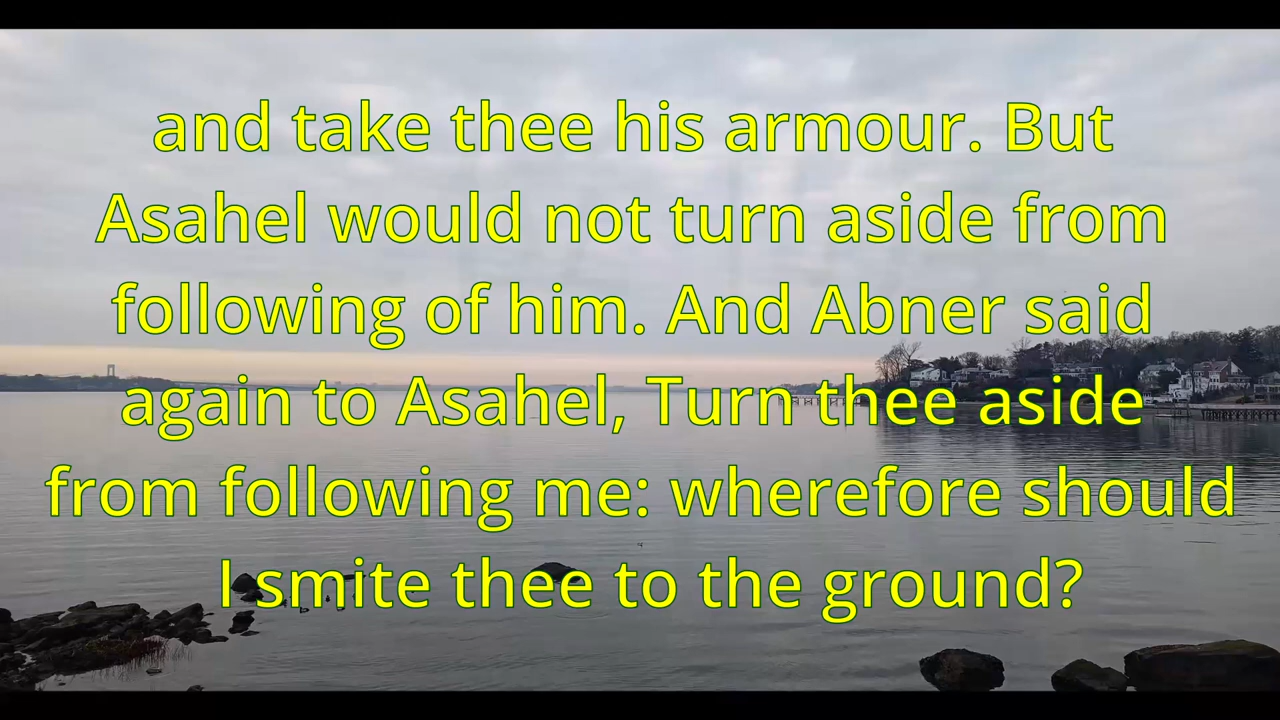 and take thee his armour. But
Asahel would not turn aside from
following of him. And Abner said
again to Asahel, Turn thee aside
from following me: wherefore should
I smite thee to the ground?